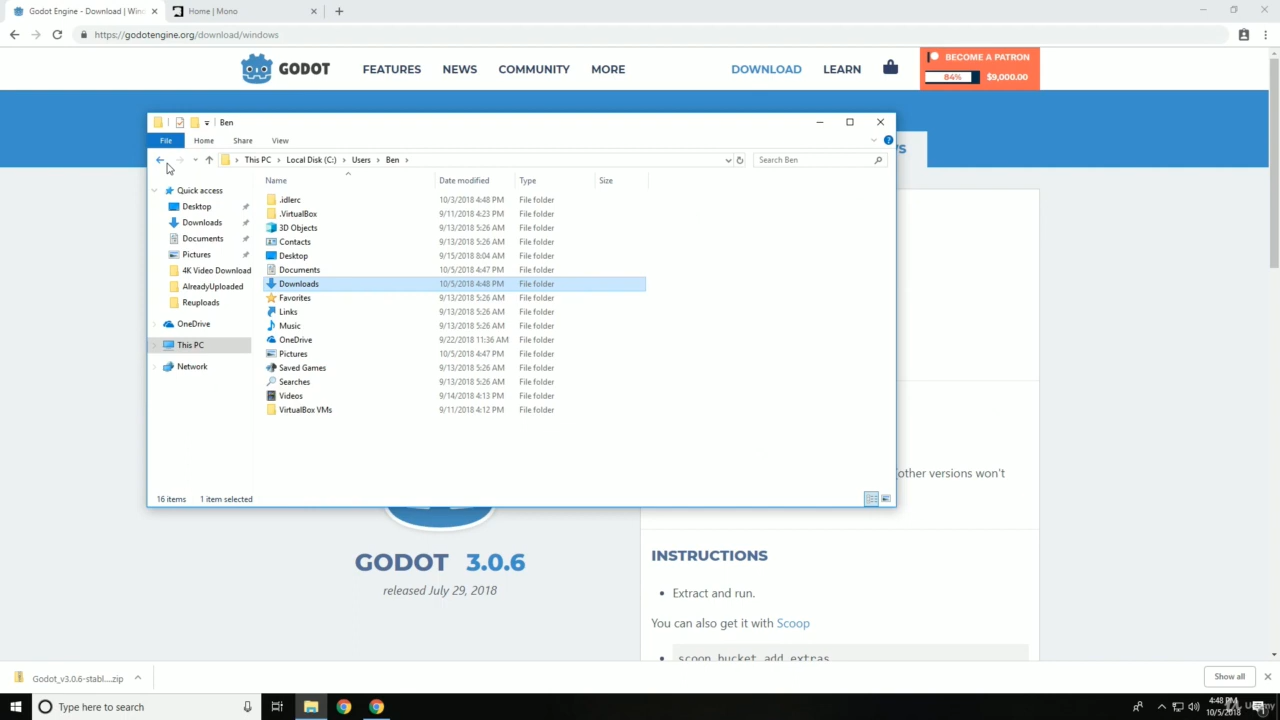 Godot Engine - Download | Wind
Home | Mono
https://godotengine.org/download/windows
GODOT
FEATURES
NEWS
COMMUNITY
MORE
DOWNLOAD
LEARN
BECOME A PATRON
84%
$9,000.00
Ben
File
Home
Share
View
This PC
Local Disk (C:)
Users
Ben
Search Ben
Name
Date modified
Type
Size
Quick access
Desktop
Downloads
Documents
Pictures
4K Video Download
AlreadyUploaded
Reuploads
OneDrive
This PC
Network
.idlerc 10/3/2018 4:48 PM File folder
.VirtualBox 9/11/2018 4:23 PM File folder
3D Objects 9/13/2018 5:26 AM File folder
Contacts 9/13/2018 5:26 AM File folder
Desktop 9/15/2018 8:04 AM File folder
Documents 10/5/2018 4:47 PM File folder
Downloads 10/5/2018 4:48 PM File folder
Favorites 9/13/2018 5:26 AM File folder
Links 9/13/2018 5:26 AM File folder
Music 9/13/2018 5:26 AM File folder
OneDrive 9/22/2018 11:36 AM File folder
Pictures 10/5/2018 4:47 PM File folder
Saved Games 9/13/2018 5:26 AM File folder
Searches 9/13/2018 5:26 AM File folder
Videos 9/14/2018 4:13 PM File folder
VirtualBox VMs 9/11/2018 4:12 PM File folder
16 items
1 item selected
(other versions won't
GODOT 3.0.6
released July 29, 2018
INSTRUCTIONS
• Extract and run.
You can also get it with Scoop
• scoop bucket add extras
Godot_v3.0.6-stabl....zip
Show all
Type here to search
4:48 PM
10/5/2018
Udemy